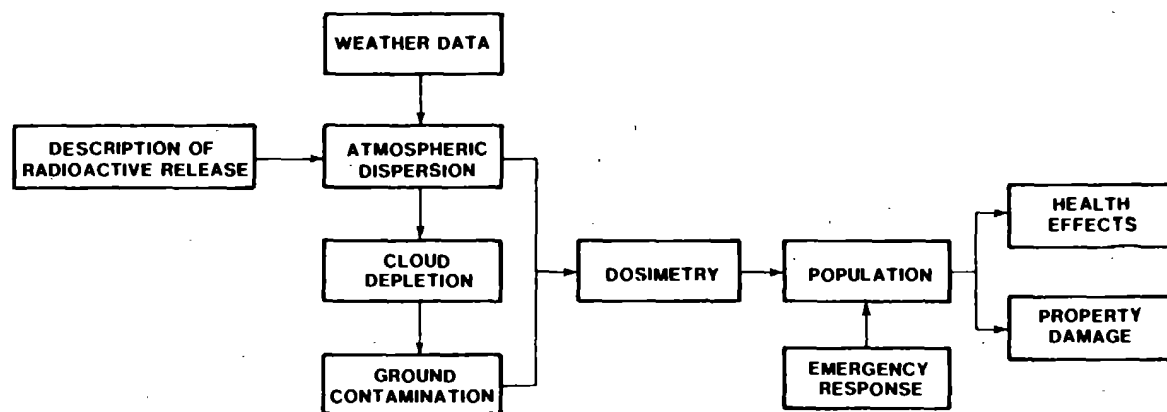 WEATHER DATA
DESCRIPTION OF
RADIOACTIVE RELEASE
ATMOSPHERIC
DISPERSION
CLOUD
DEPLETION
GROUND
CONTAMINATION
DOSIMETRY
POPULATION
EMERGENCY
RESPONSE
HEALTH
EFFECTS
PROPERTY
DAMAGE